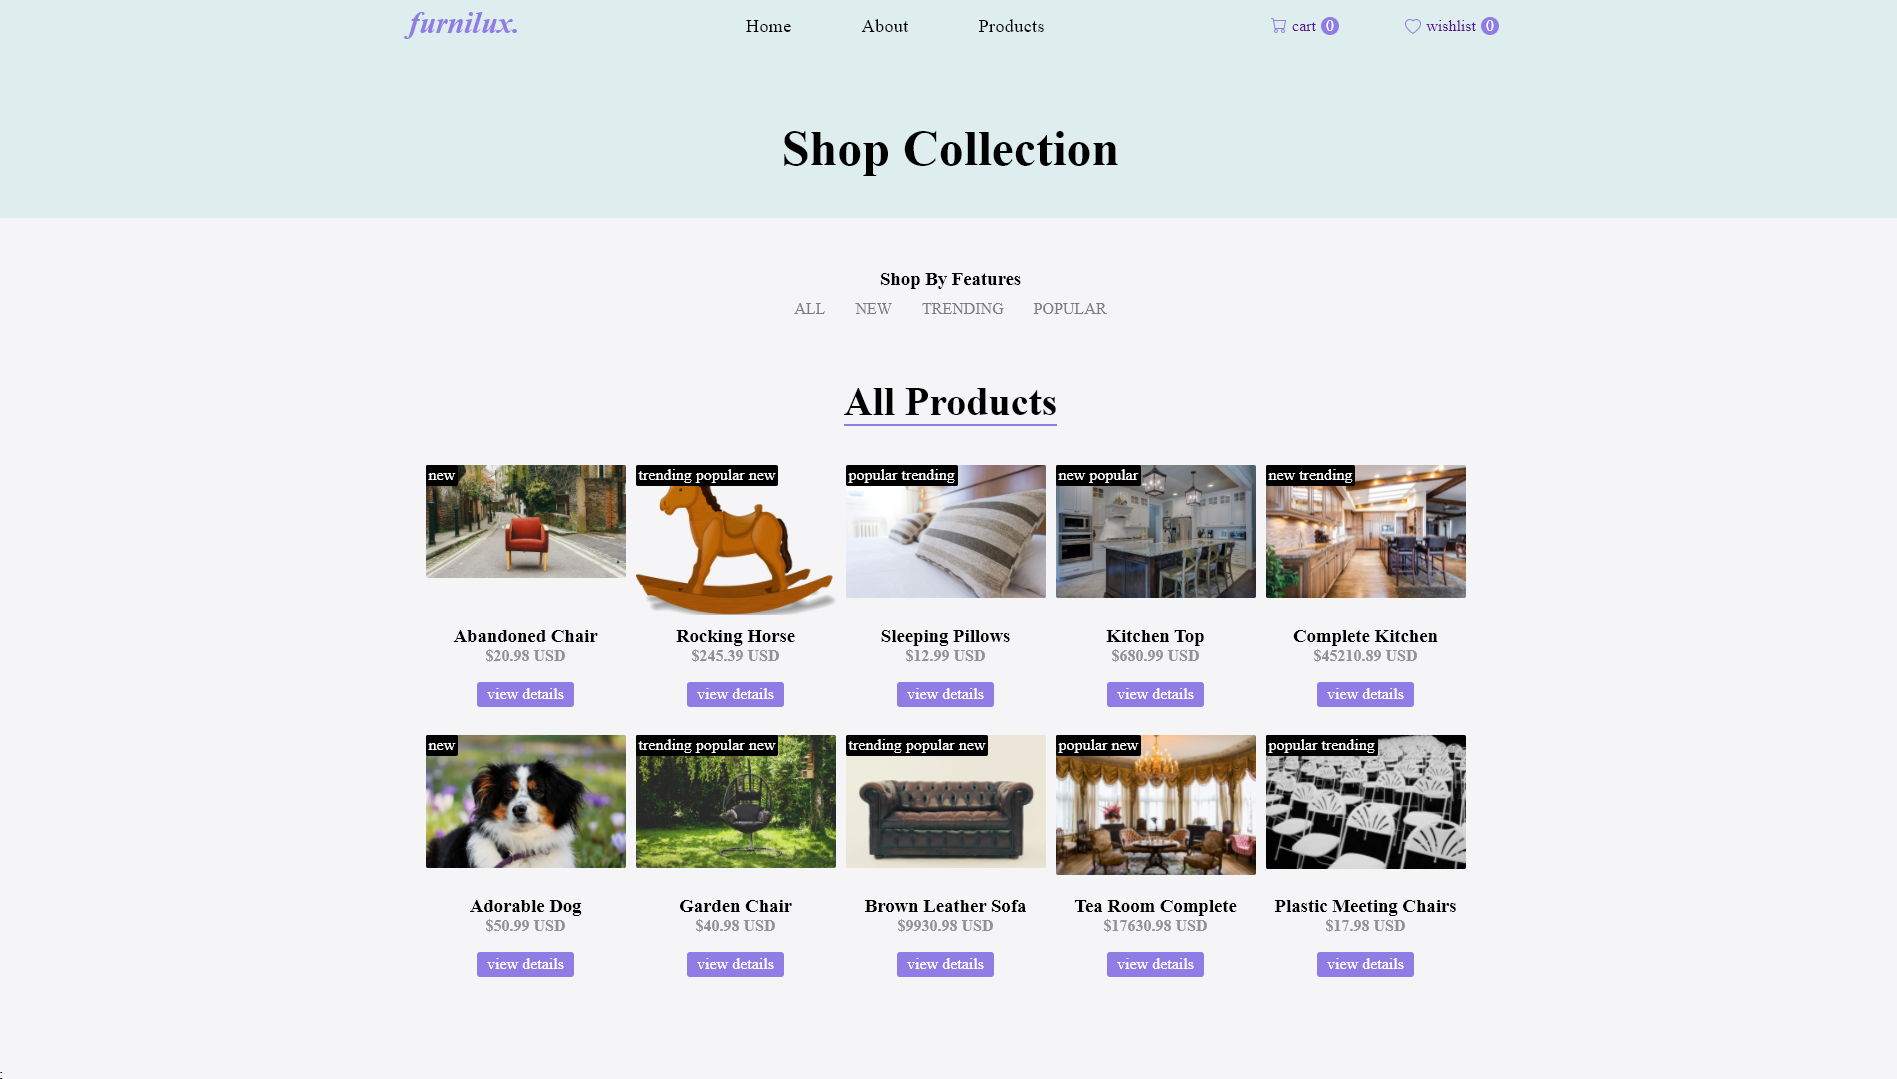 furnilux.
Home About Products
cart 0 wishlist 0
Shop Collection
Shop By Features
ALL NEW TRENDING POPULAR
All Products
new
trending popular new
popular trending
new popular
new trending
Abandoned Chair
$20.98 USD
view details
Rocking Horse
$245.39 USD
view details
Sleeping Pillows
$12.99 USD
view details
Kitchen Top
$680.99 USD
view details
Complete Kitchen
$45210.89 USD
view details
new
trending popular new
trending popular new
popular new
popular trending
Adorable Dog
$50.99 USD
view details
Garden Chair
$40.98 USD
view details
Brown Leather Sofa
$9930.98 USD
view details
Tea Room Complete
$17630.98 USD
view details
Plastic Meeting Chairs
$17.98 USD
view details